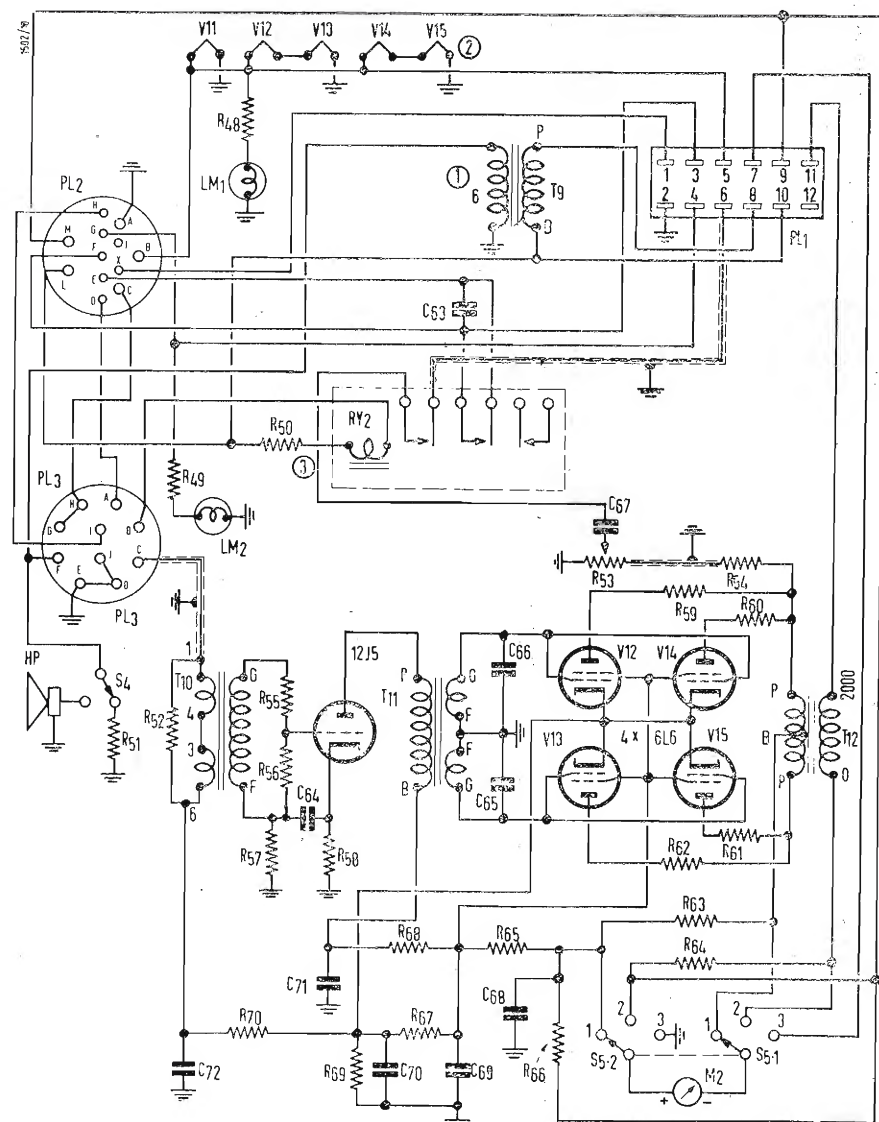 1502/10
V11 V12 V13 V14 V15 2
R48
LM1
PL2
H
A
M
G
I
B
F
X
L
E
C
D
1
6
P
T9
O
1 3 5 7 9 11
2 4 6 8 10 12
PL1
C63
R50
RY2
3
R49
LM2
PL3
H
A
G
I
B
F
J
C
E
D
PL3
C67
R53
R54
R59
R60
HP
S4
R51
1
T10
4
3
6
R52
G
F
R55
R56
12J5
C64
R57
R58
P
T11
B
G
F
F
G
C66
C65
V12 V14
V13 4 x 6L6 V15
P
B
P
2000
T12
O
R62
R61
R63
R64
R68
R65
C71
C68
R70
R67
R69
C70
C69
C72
R66
1 2 3
1 2 3
S5.2
S5.1
M2
+ -